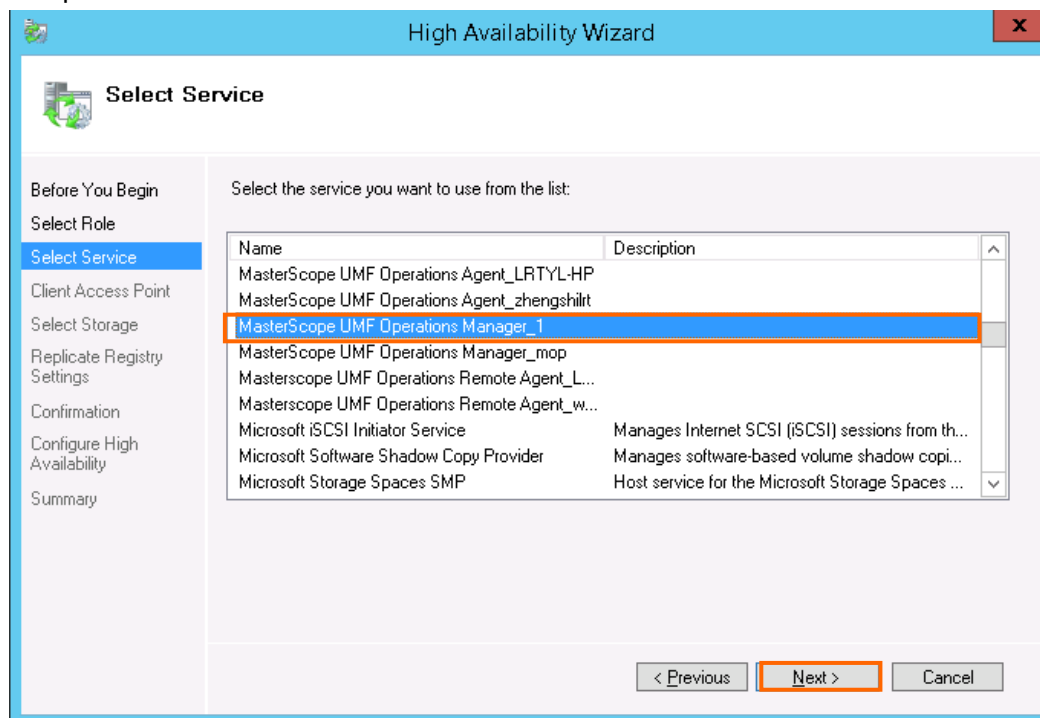 High Availability Wizard
x
Select Service
Before You Begin
Select Role
Select Service
Client Access Point
Select Storage
Replicate Registry
Settings
Confirmation
Configure High
Availability
Summary
Select the service you want to use from the list:
Name Description
MasterScope UMF Operations Agent_LRTYL-HP
MasterScope UMF Operations Agent_zhengshilrt
MasterScope UMF Operations Manager_1
MasterScope UMF Operations Manager_mop
Masterscope UMF Operations Remote Agent_L...
Masterscope UMF Operations Remote Agent_w...
Microsoft iSCSI Initiator Service Manages Internet SCSI (iSCSI) sessions from th...
Microsoft Software Shadow Copy Provider Manages software-based volume shadow copi...
Microsoft Storage Spaces SMP Host service for the Microsoft Storage Spaces ...
< Previous Next > Cancel